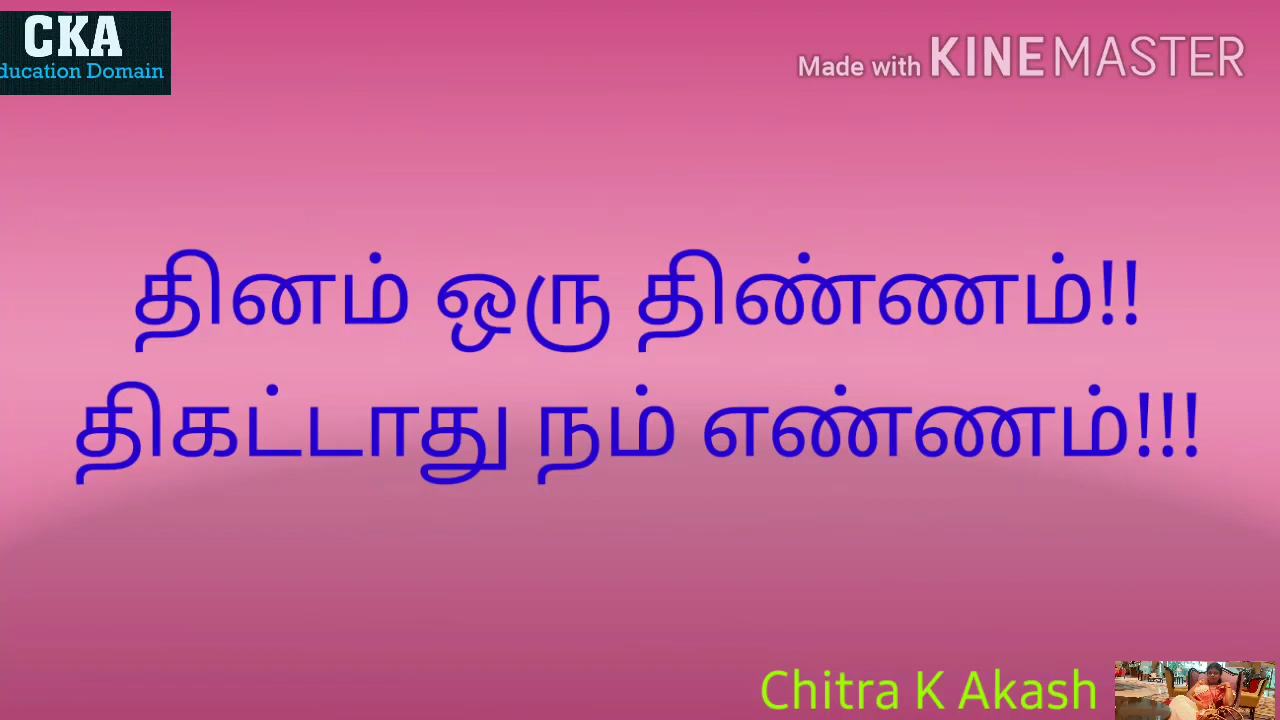 CKA
ducation Domain
Made with KINEMASTER
தினம் ஒரு திண்ணம்!!
திகட்டாது நம் எண்ணம்!!!
Chitra K Akash